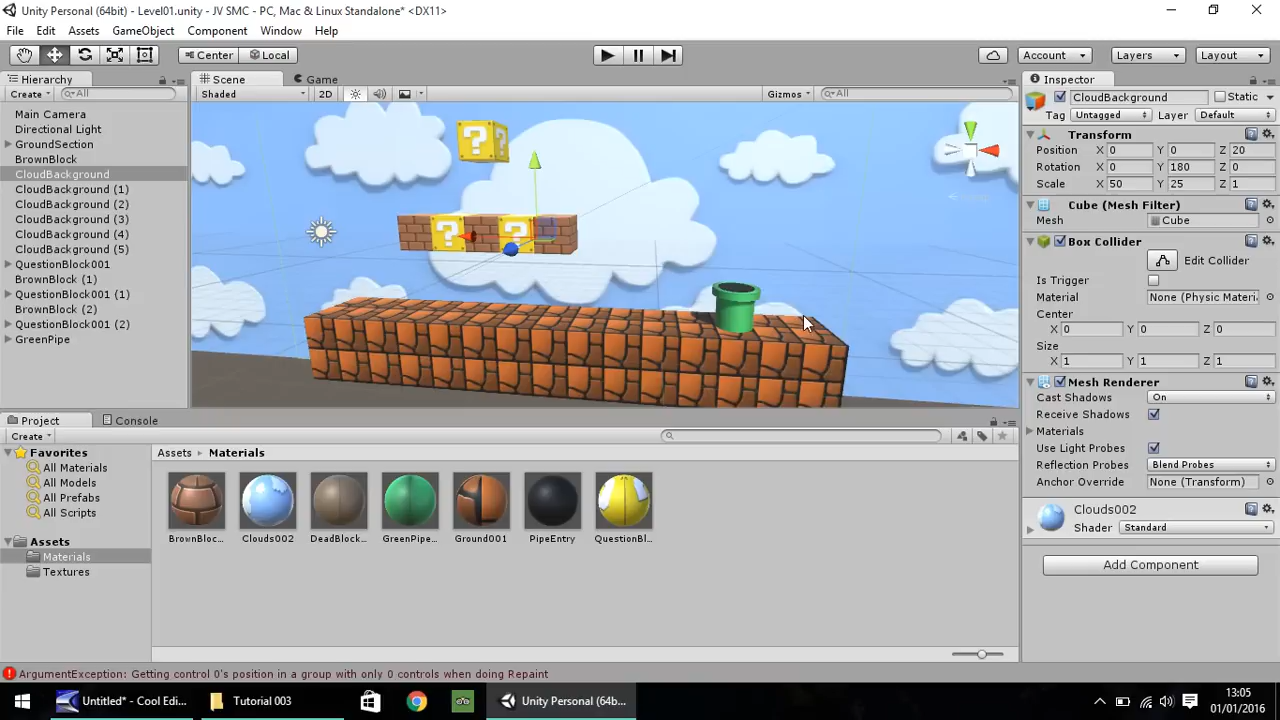 Unity Personal (64bit) - Level01.unity - JV SMC - PC, Mac & Linux Standalone* <DX11>
File Edit Assets GameObject Component Window Help
Center Local Account Layers Layout
Hierarchy Scene Game Inspector
Create All Shaded 2D Gizmos All
CloudBackground Static
Tag Untagged Layer Default
Main Camera
Directional Light
GroundSection
BrownBlock
CloudBackground
CloudBackground (1)
CloudBackground (2)
CloudBackground (3)
CloudBackground (4)
CloudBackground (5)
QuestionBlock001
BrownBlock (1)
QuestionBlock001 (1)
BrownBlock (2)
QuestionBlock001 (2)
GreenPipe
?
? ?
Transform
Position X 0 Y 0 Z 20
Rotation X 0 Y 180 Z 0
Scale X 50 Y 25 Z 1
Cube (Mesh Filter)
Mesh Cube
Box Collider
Edit Collider
Is Trigger
Material None (Physic Materi
Center
X 0 Y 0 Z 0
Size
X 1 Y 1 Z 1
Mesh Renderer
Cast Shadows On
Receive Shadows
Materials
Use Light Probes
Reflection Probes Blend Probes
Anchor Override None (Transform)
Clouds002
Shader Standard
Add Component
Project Console
Create
Favorites
All Materials
All Models
All Prefabs
All Scripts
Assets
Materials
Textures
Assets Materials
BrownBloc... Clouds002 DeadBlock... GreenPipe... Ground001 PipeEntry QuestionBl...
ArgumentException: Getting control 0's position in a group with only 0 controls when doing Repaint
Untitled* - Cool Edi... Tutorial 003 Unity Personal (64b...
13:05
01/01/2016